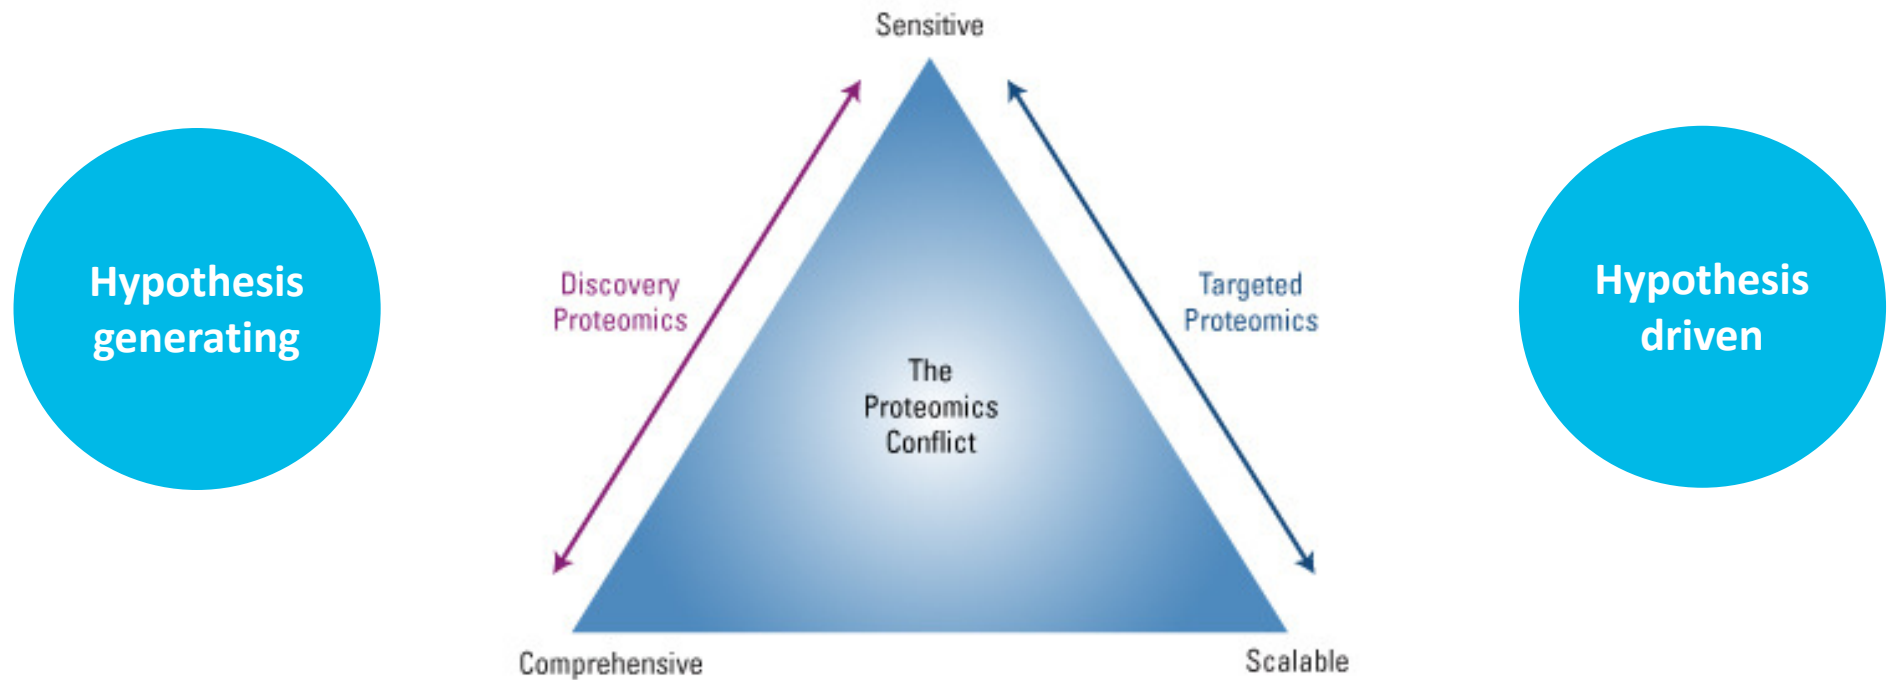 Sensitive
Hypothesis
generating
Discovery
Proteomics
The
Proteomics
Conflict
Targeted
Proteomics
Hypothesis
driven
Comprehensive
Scalable